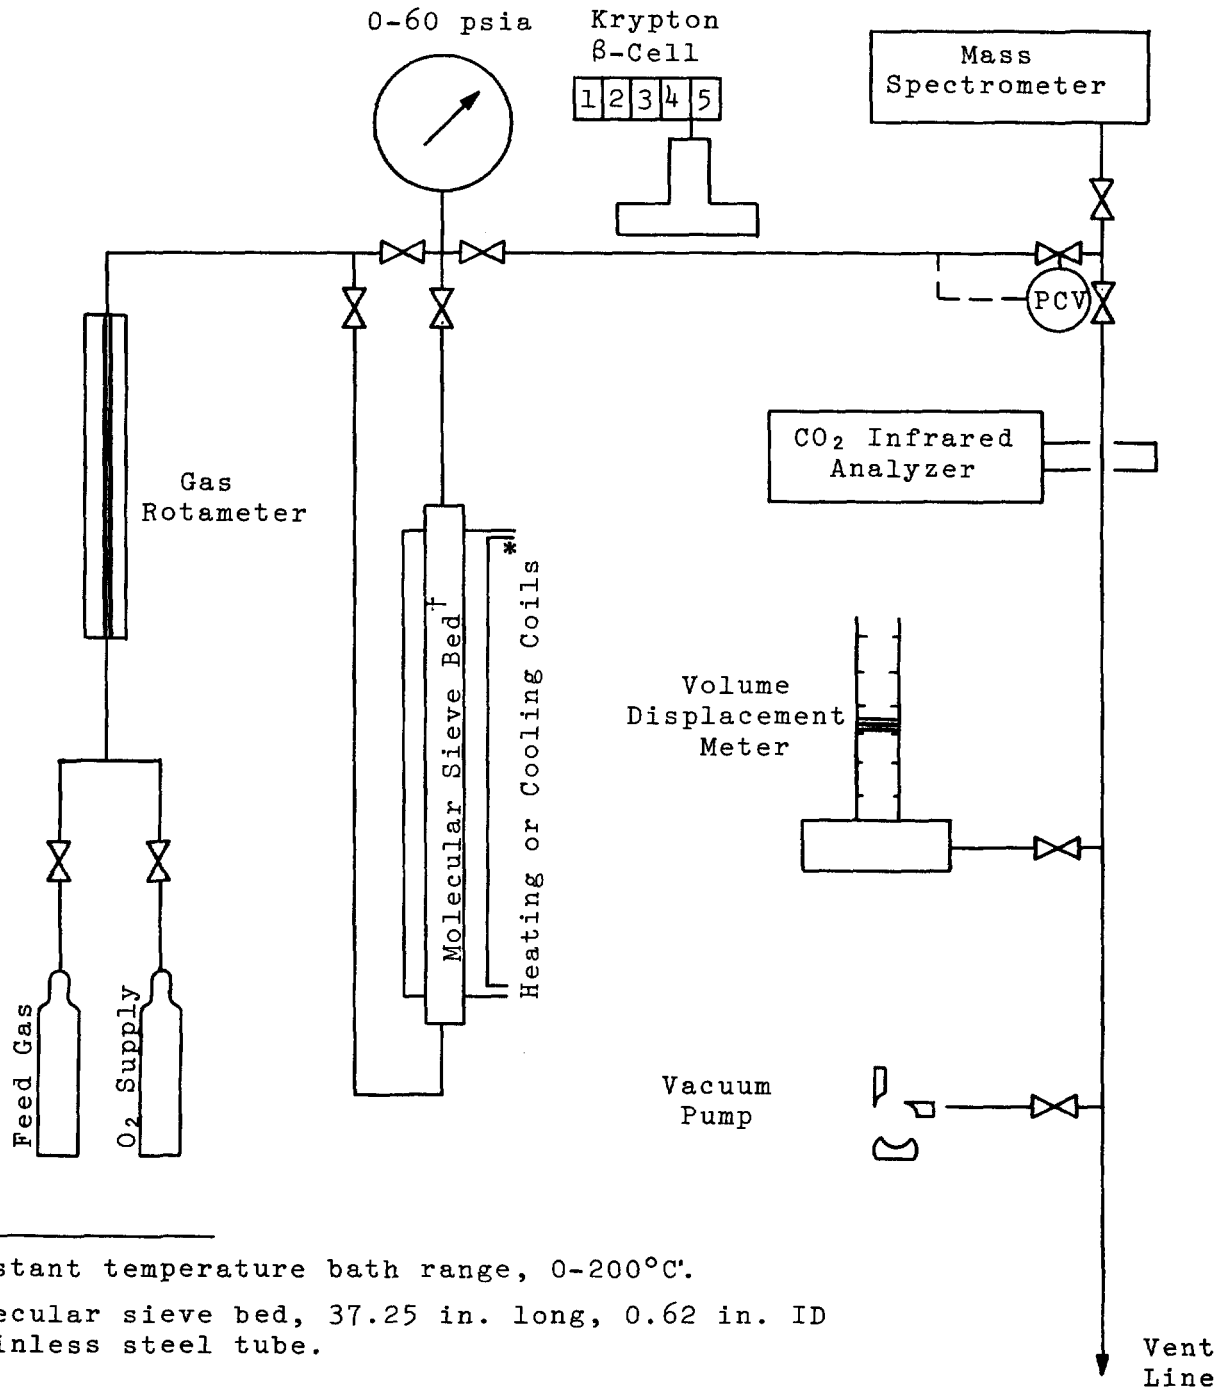 0-60 psia
Krypton
β-Cell
1 2 3 4 5
Mass
Spectrometer
PCV
CO₂ Infrared
Analyzer
Gas
Rotameter
*
Molecular Sieve Bed†
Heating or Cooling Coils
Volume
Displacement
Meter
Feed Gas
O₂ Supply
Vacuum
Pump
stant temperature bath range, 0-200°C.
ecular sieve bed, 37.25 in. long, 0.62 in. ID
inless steel tube.
Vent
Line